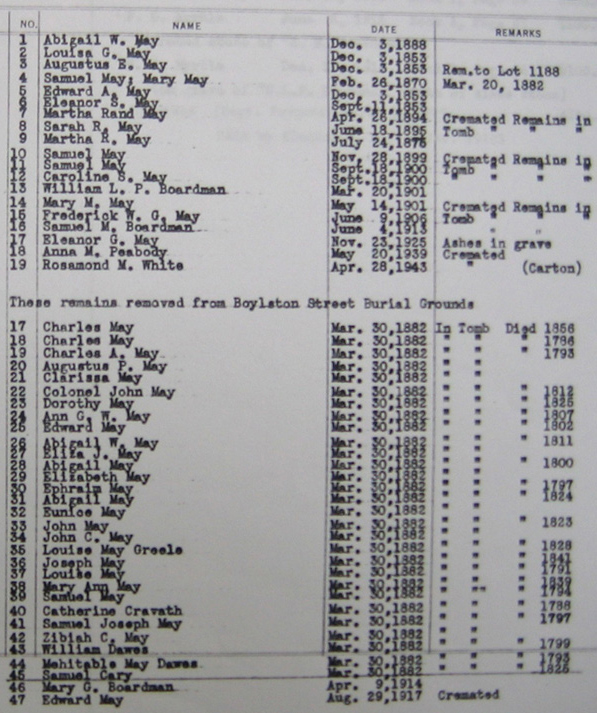 NO. NAME DATE REMARKS
1 Abigail W. May Dec. 3,1888
2 Louisa G. May Dec. 3,1853
3 Augustus E. May Dec. 3,1853 Rem.to Lot 1188
4 Samuel May; Mary May Feb. 26,1870 Mar. 20, 1882
5 Edward A. May Dec. 3,1853
6 Eleanor S. May Sept.11,1853
7 Martha Rand May Apr. 26,1894 Cremated Remains in
8 Sarah R. May June 18,1895 Tomb " "
9 Martha R. May July 24,1876
10 Samuel May Nov. 28,1899 Cremated Remains in
11 Samuel May Sept.18,1900 Tomb " "
12 Caroline S. May Sept.18,1900 " "
13 William L. P. Boardman Mar. 20,1901
14 Mary M. May May 14,1901 Cremated Remains in
15 Frederick W. G. May June 9,1906 Tomb " "
16 Samuel M. Boardman June 4,1913 " "
17 Eleanor G. May Nov. 23,1925 Ashes in grave
18 Anna M. Peabody May 20,1939 Cremated
19 Rosamond M. White Apr. 28,1943 " (Carton)
These remains removed from Boylston Street Burial Grounds
17 Charles May Mar. 30,1882 In Tomb Died 1856
18 Charles May Mar. 30,1882 " " " 1786
19 Charles A. May Mar. 30,1882 " " " 1793
20 Augustus P. May Mar. 30,1882 " "
21 Clarissa May Mar. 30,1882 " "
22 Colonel John May Mar. 30,1882 " " " 1812
23 Dorothy May Mar. 30,1882 " " " 1825
24 Ann G. W. May Mar. 30,1882 " " " 1807
25 Edward May Mar. 30,1882 " " " 1802
26 Abigail W. May Mar. 30,1882 " " " 1811
27 Eliza J. May Mar. 30,1882 " "
28 Abigail May Mar. 30,1882 " " " 1800
29 Elizabeth May Mar. 30,1882 " "
30 Ephraim May Mar. 30,1882 " " " 1797
31 Abigail May Mar. 30,1882 " " " 1824
32 Eunice May Mar. 30,1882 " "
33 John May Mar. 30,1882 " " " 1823
34 John C. May Mar. 30,1882 " "
35 Louise May Greele Mar. 30,1882 " " " 1828
36 Joseph May Mar. 30,1882 " " " 1841
37 Louise May Mar. 30,1882 " " " 1791
38 Mary Ann May Mar. 30,1882 " " " 1839
39 Samuel May Mar. 30,1882 " " " 1794
40 Catherine Cravath Mar. 30,1882 " " " 1788
41 Samuel Joseph May Mar. 30,1882 " " " 1797
42 Zibiah C. May Mar. 30,1882 " "
43 William Dawes Mar. 30,1882 " " " 1799
44 Mehitable May Dawes Mar. 30,1882 " " " 1793
45 Samuel Cary Mar. 30,1882 " " " 1825
46 Mary G. Boardman Apr. 9,1914
47 Edward May Aug. 29,1917 Cremated